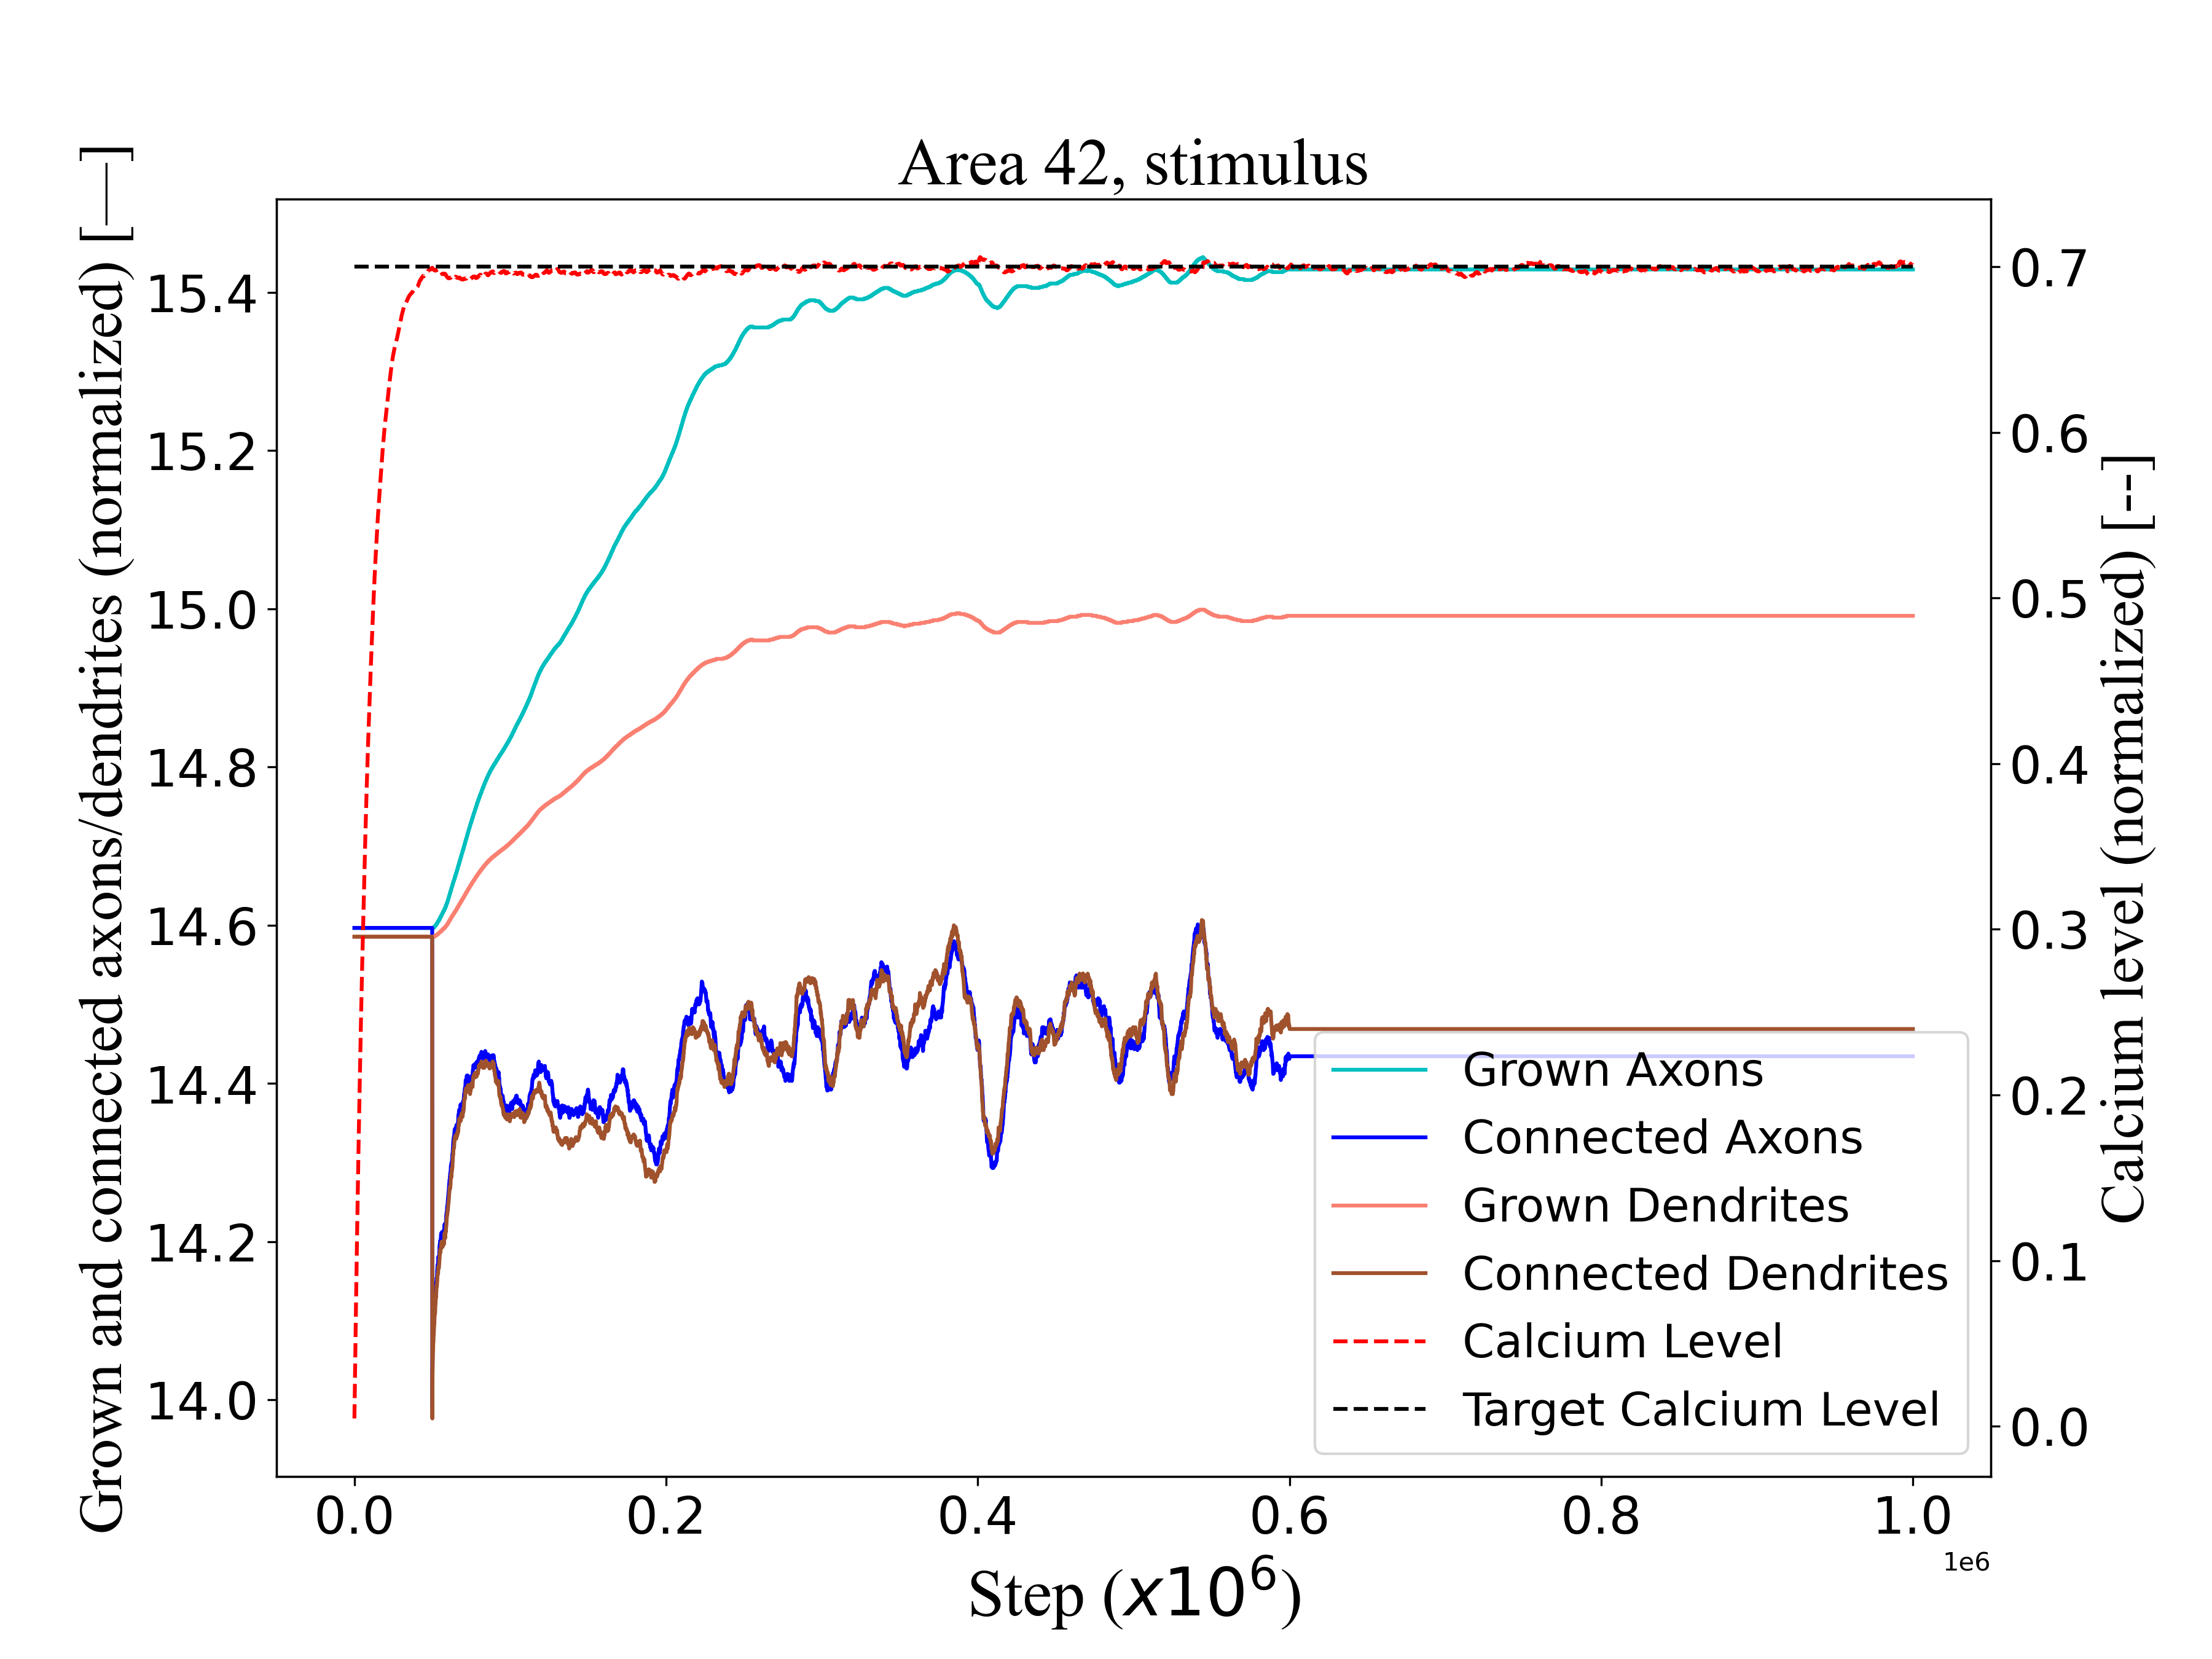 Area 42, stimulus
Grown and connected axons/dendrites (normalized) [—]
15.4
15.2
15.0
14.8
14.6
14.4
14.2
14.0
0.7
0.6
0.5
0.4
0.3
0.2
0.1
0.0
Calcium level (normalized) [--]
Grown Axons
Connected Axons
Grown Dendrites
Connected Dendrites
Calcium Level
Target Calcium Level
0.0 0.2 0.4 0.6 0.8 1.0
1e6
Step (x10⁶)